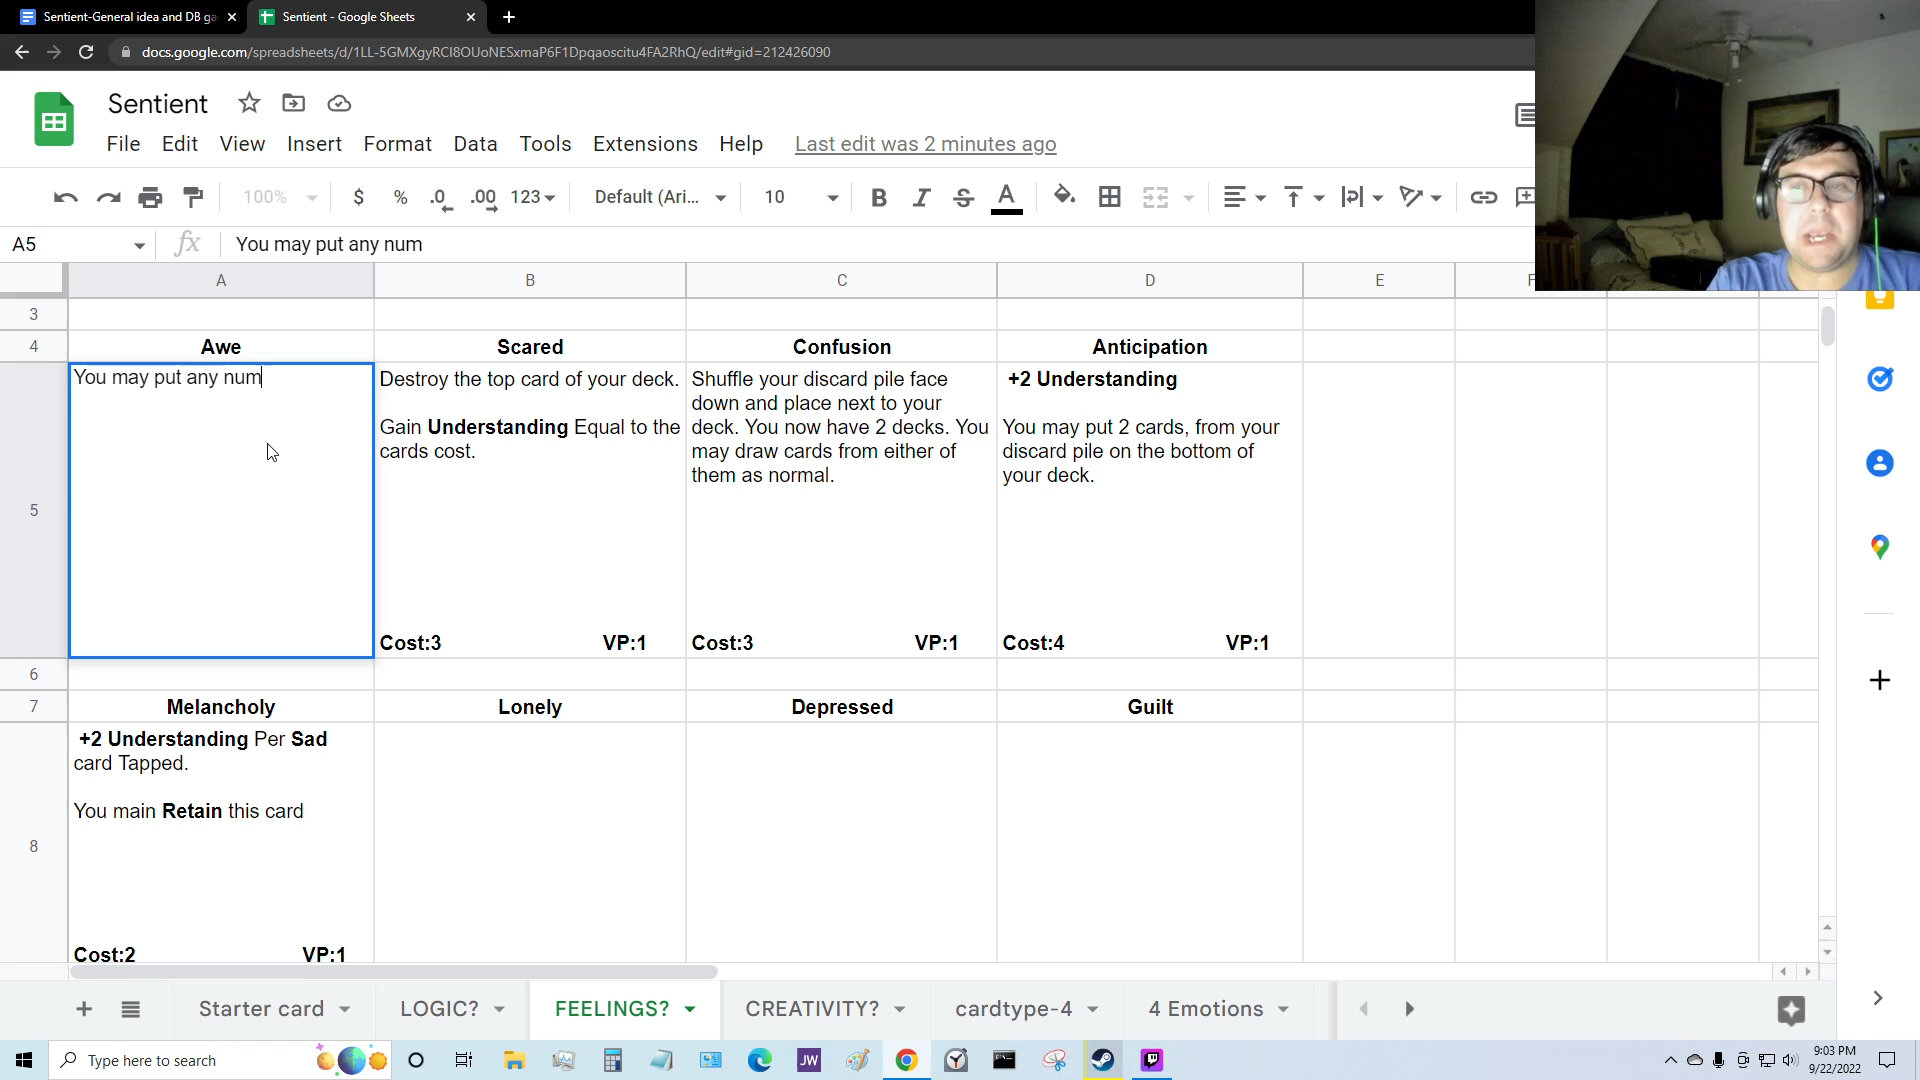 Sentient-General idea and DB ga
Sentient - Google Sheets
docs.google.com/spreadsheets/d/1LL-5GMXgyRCI8OUoNESxmaP6F1Dpqaoscitu4FA2RhQ/edit#gid=212426090
Sentient
File Edit View Insert Format Data Tools Extensions Help Last edit was 2 minutes ago
100% $ % .0 .00 123 Default (Ari... 10 B I S A
A5 fx You may put any num
A B C D E F
3
4 Awe Scared Confusion Anticipation
5
You may put any num
Destroy the top card of your deck.
Gain Understanding Equal to the
cards cost.
Cost:3 VP:1
Shuffle your discard pile face
down and place next to your
deck. You now have 2 decks. You
may draw cards from either of
them as normal.
Cost:3 VP:1
+2 Understanding
You may put 2 cards, from your
discard pile on the bottom of
your deck.
Cost:4 VP:1
6
7 Melancholy Lonely Depressed Guilt
8
+2 Understanding Per Sad
card Tapped.
You main Retain this card
Cost:2 VP:1
Starter card LOGIC? FEELINGS? CREATIVITY? cardtype-4 4 Emotions
Type here to search
JW
9:03 PM
9/22/2022